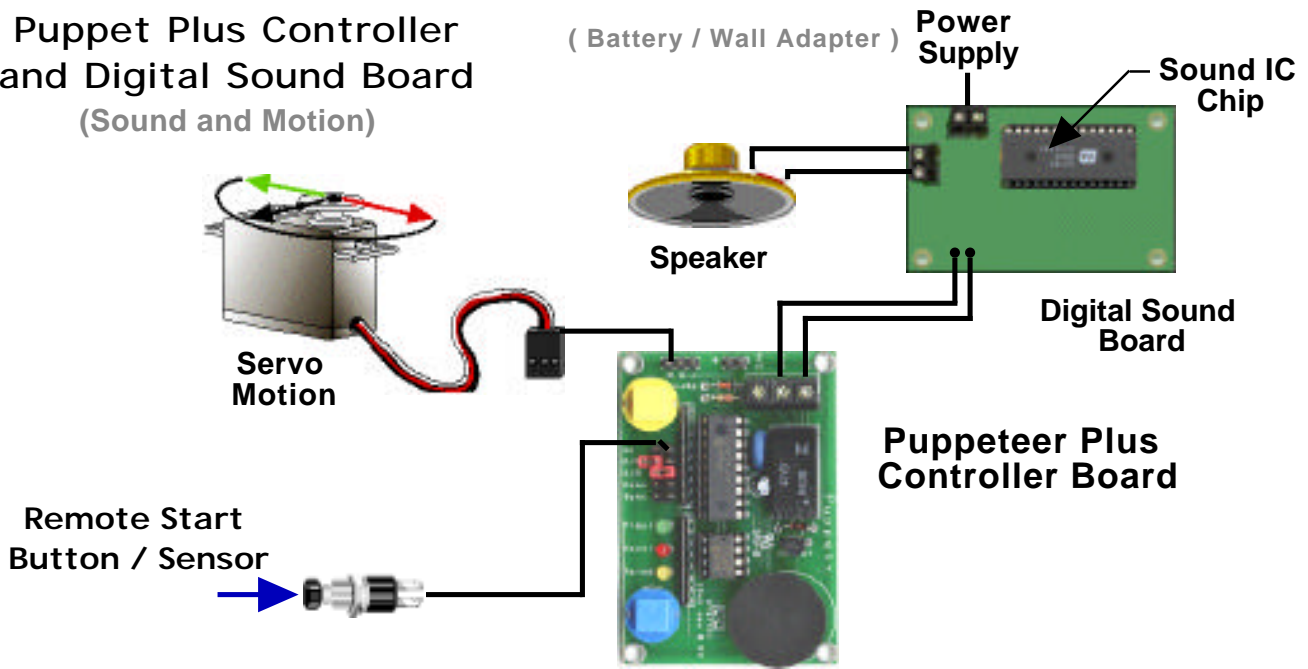 Puppet Plus Controller
and Digital Sound Board
(Sound and Motion)
( Battery / Wall Adapter )
Power
Supply
Sound IC
Chip
Speaker
Digital Sound
Board
Servo
Motion
Puppeteer Plus
Controller Board
Remote Start
Button / Sensor